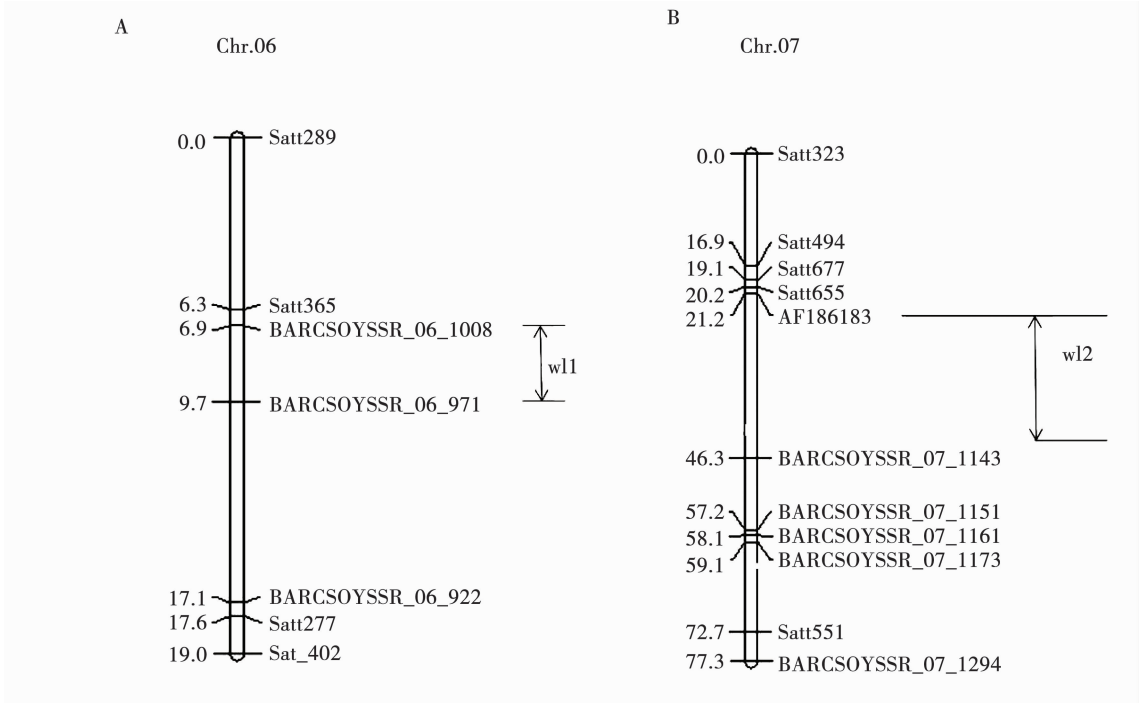 A
Chr.06
0.0 Satt289
6.3 Satt365
6.9 BARCSOYSSR_06_1008
wl1
9.7 BARCSOYSSR_06_971
17.1 BARCSOYSSR_06_922
17.6 Satt277
19.0 Sat_402
B
Chr.07
0.0 Satt323
16.9 Satt494
19.1 Satt677
20.2 Satt655
21.2 AF186183
wl2
46.3 BARCSOYSSR_07_1143
57.2 BARCSOYSSR_07_1151
58.1 BARCSOYSSR_07_1161
59.1 BARCSOYSSR_07_1173
72.7 Satt551
77.3 BARCSOYSSR_07_1294